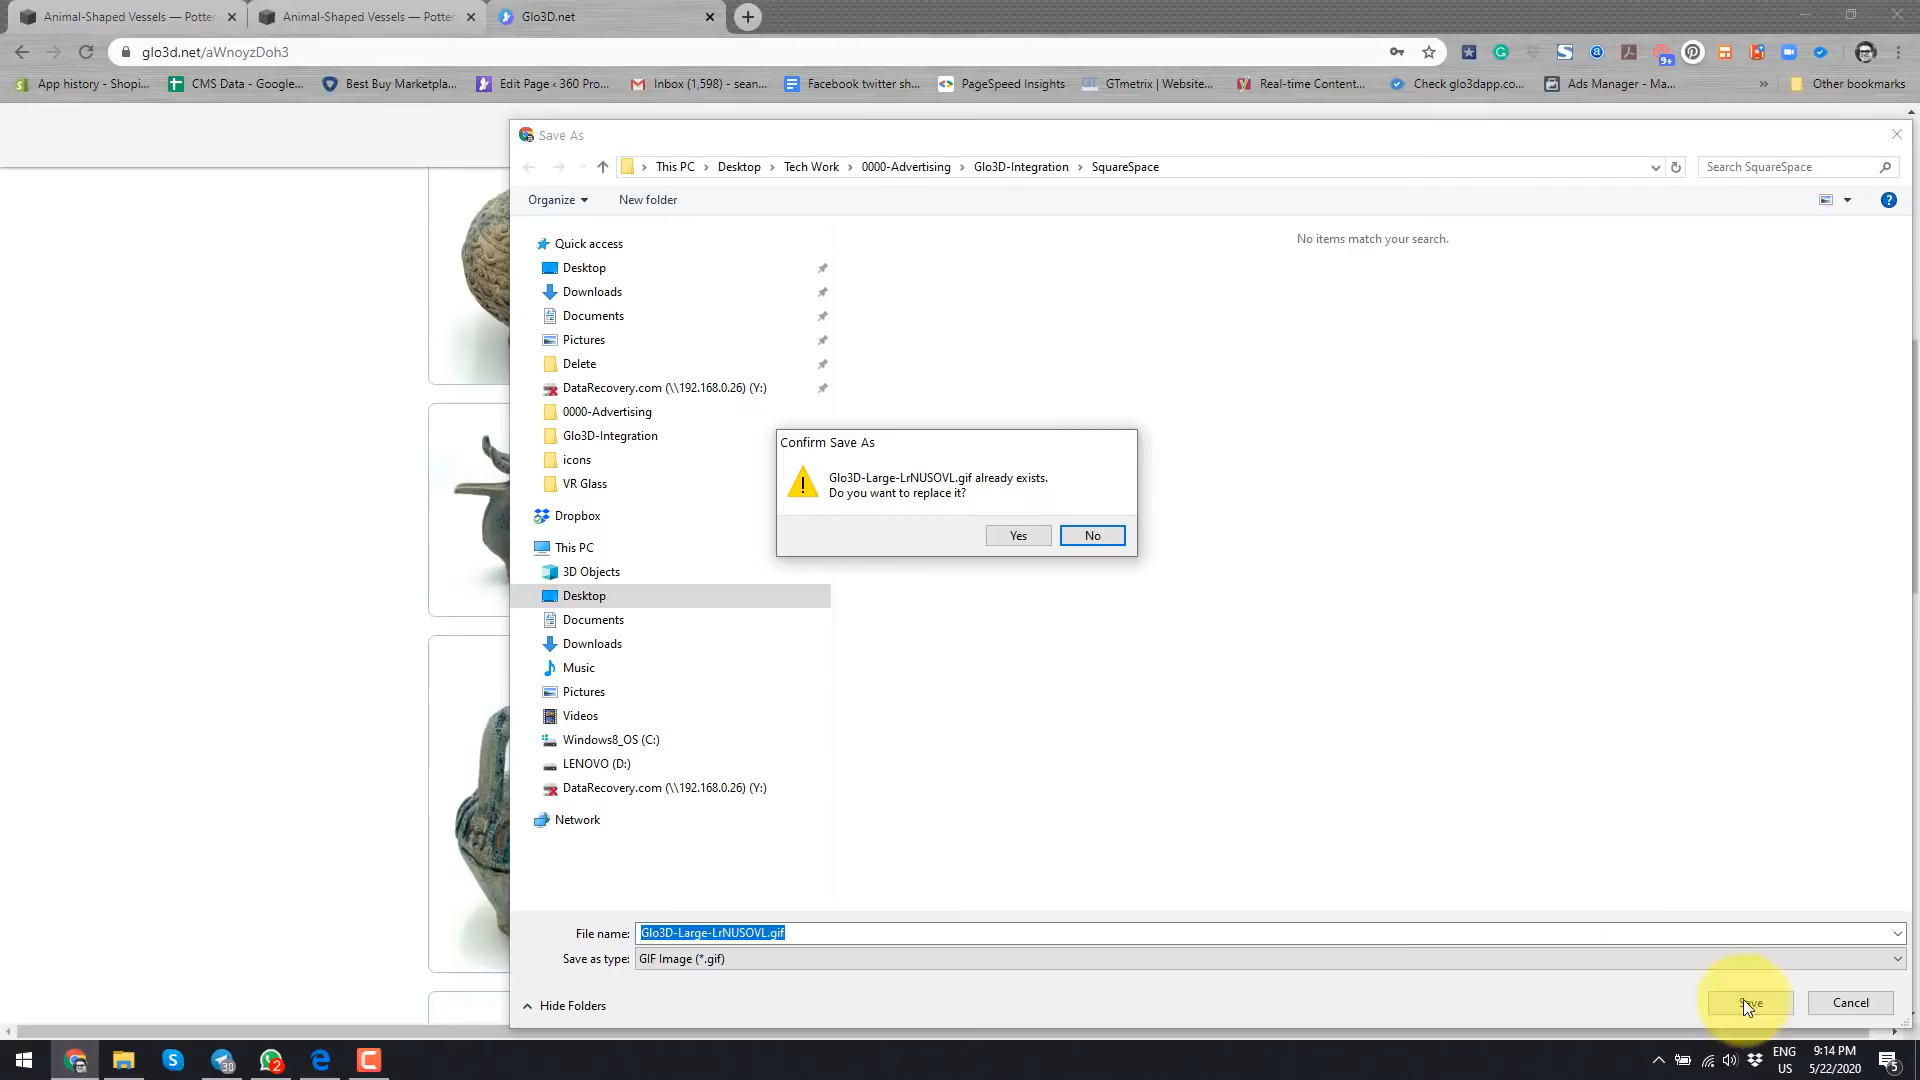 Animal-Shaped Vessels — Potter
Animal-Shaped Vessels — Potter
Glo3D.net
glo3d.net/aWnoyzDoh3
9+
App history - Shopi...
CMS Data - Google...
Best Buy Marketpla...
Edit Page ‹ 360 Pro...
Inbox (1,598) - sean...
Facebook twitter sh...
PageSpeed Insights
GTmetrix | Website...
Real-time Content...
Check glo3dapp.co...
Ads Manager - Ma...
»
Other bookmarks
Save As
This PC > Desktop > Tech Work > 0000-Advertising > Glo3D-Integration > SquareSpace
Search SquareSpace
Organize
New folder
No items match your search.
Quick access
Desktop
Downloads
Documents
Pictures
Delete
DataRecovery.com (\\192.168.0.26) (Y:)
0000-Advertising
Glo3D-Integration
icons
VR Glass
Dropbox
This PC
3D Objects
Desktop
Documents
Downloads
Music
Pictures
Videos
Windows8_OS (C:)
LENOVO (D:)
DataRecovery.com (\\192.168.0.26) (Y:)
Network
Confirm Save As
Glo3D-Large-LrNUSOVL.gif already exists.
Do you want to replace it?
Yes
No
File name: Glo3D-Large-LrNUSOVL.gif
Save as type: GIF Image (*.gif)
Hide Folders
Save
Cancel
30
2
ENG
US
9:14 PM
5/22/2020
5